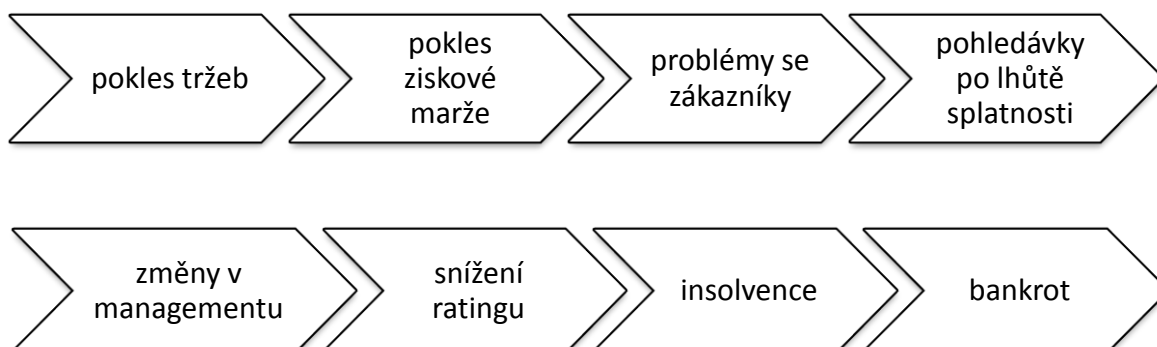 pokles tržeb
pokles
ziskové
marže
problémy se
zákazníky
pohledávky
po lhůtě
splatnosti
změny v
managementu
snížení
ratingu
insolvence
bankrot